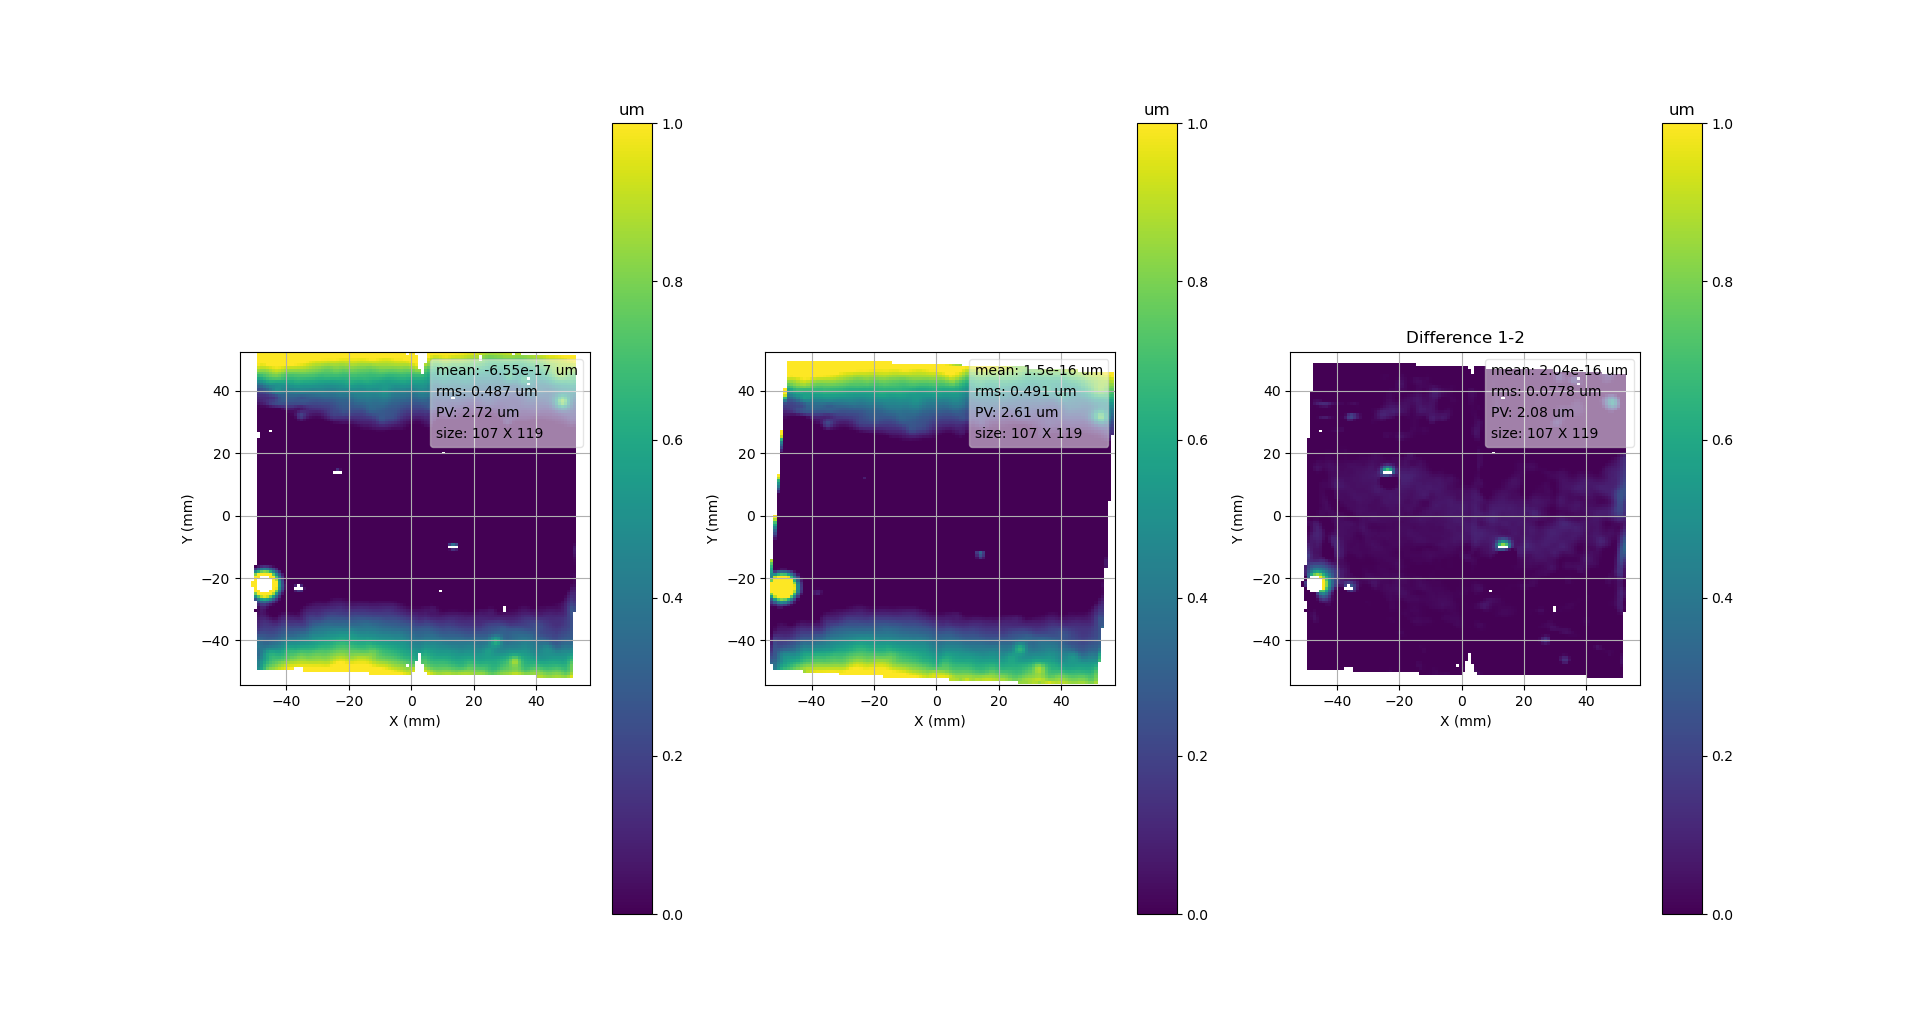 um
1.0
0.8
0.6
0.4
0.2
0.0
mean: -6.55e-17 um
rms: 0.487 um
PV: 2.72 um
size: 107 X 119
40
20
0
−20
−40
Y (mm)
−40 −20 0 20 40
X (mm)
um
1.0
0.8
0.6
0.4
0.2
0.0
mean: 1.5e-16 um
rms: 0.491 um
PV: 2.61 um
size: 107 X 119
40
20
0
−20
−40
Y (mm)
−40 −20 0 20 40
X (mm)
um
1.0
0.8
0.6
0.4
0.2
0.0
Difference 1-2
mean: 2.04e-16 um
rms: 0.0778 um
PV: 2.08 um
size: 107 X 119
40
20
0
−20
−40
Y (mm)
−40 −20 0 20 40
X (mm)